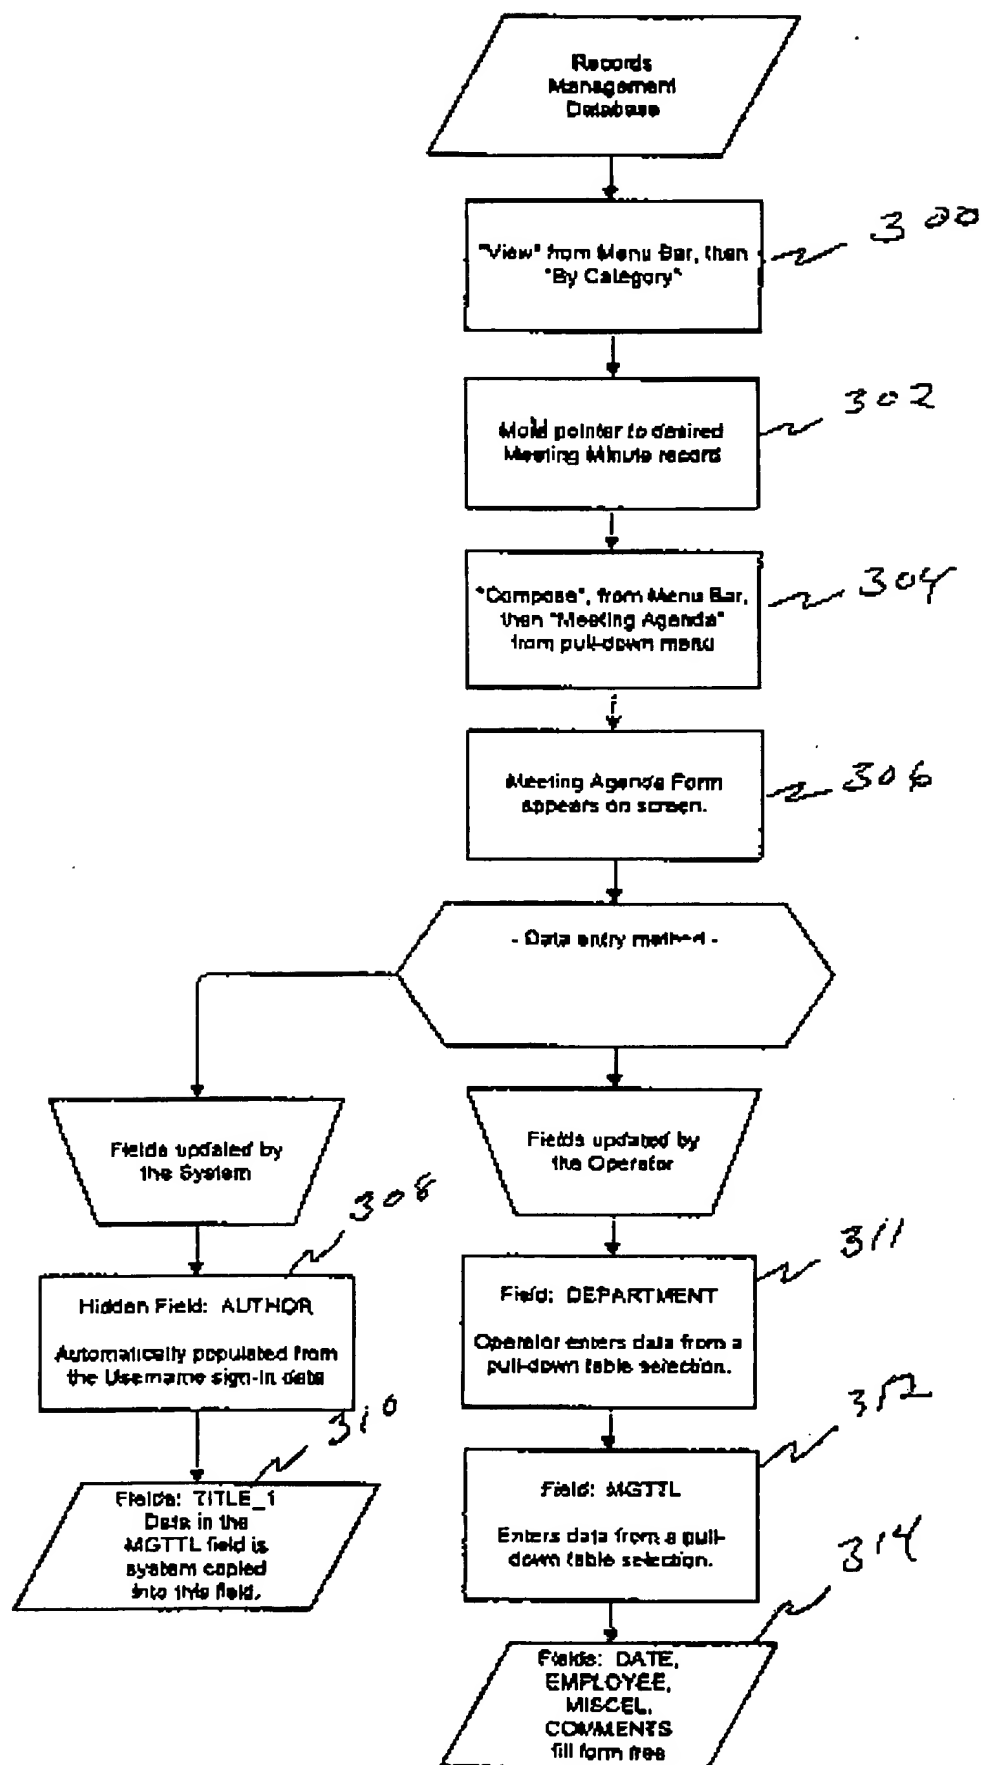 Records
Management
Database
"View" from Menu Bar, then
"By Category"
300
pointer to desired
Meeting Minute record
302
"Compose", from Menu Bar,
then "Meeting Agenda"
from pull-down menu
304
Meeting Agenda Form
appears on screen.
306
- Data entry method -
Fields updated by
the System
Fields updated by
the Operator
308
Hidden Field: AUTHOR
Automatically populated from
the Username sign-in data
311
Field: DEPARTMENT
Operator enters data from a
pull-down table selection.
310
Fields: TITLE_1
Data in the
MGTTL field is
system copied
into this field.
312
Field: MGTTL
Enters data from a pull-
down table selection.
314
Fields: DATE,
EMPLOYEE,
MISCEL,
COMMENTS
fill form free